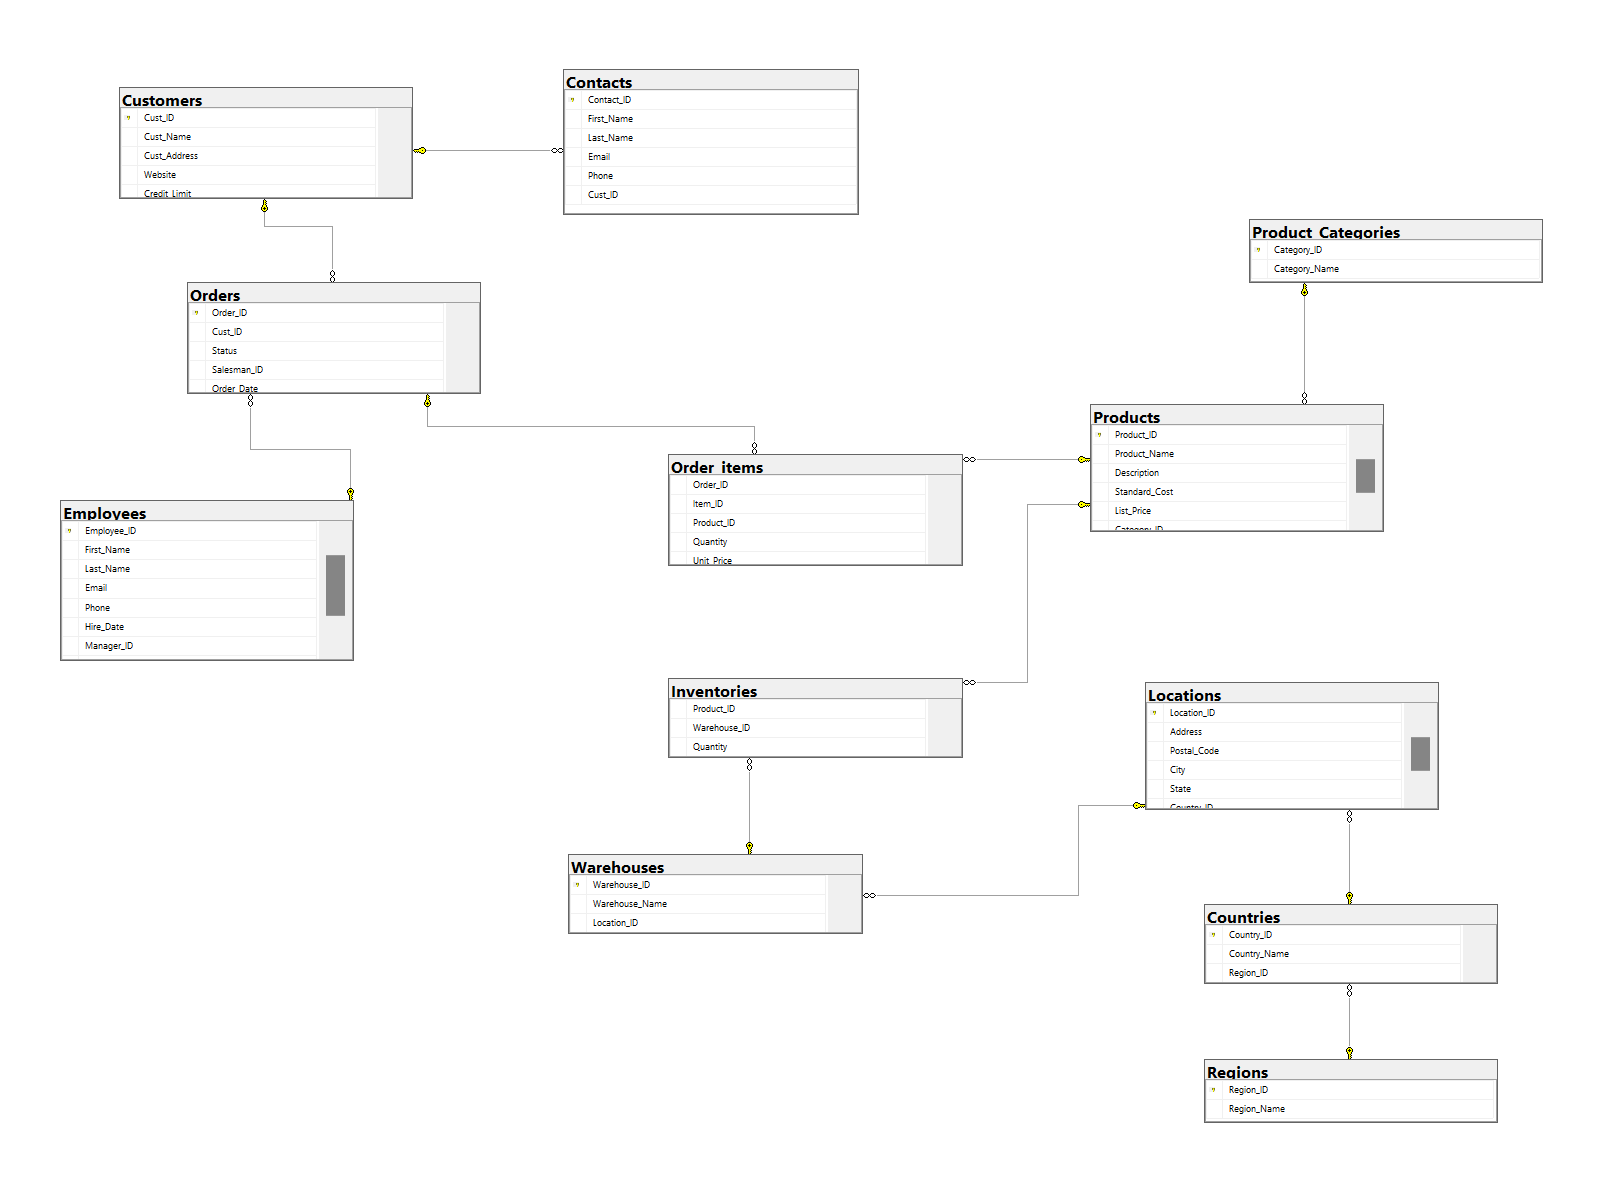 Customers
Cust_ID
Cust_Name
Cust_Address
Website
Credit_Limit
Contacts
Contact_ID
First_Name
Last_Name
Email
Phone
Cust_ID
Product_Categories
Category_ID
Category_Name
Orders
Order_ID
Cust_ID
Status
Salesman_ID
Order_Date
Products
Product_ID
Product_Name
Description
Standard_Cost
List_Price
Category_ID
Order_items
Order_ID
Item_ID
Product_ID
Quantity
Unit_Price
Employees
Employee_ID
First_Name
Last_Name
Email
Phone
Hire_Date
Manager_ID
Inventories
Product_ID
Warehouse_ID
Quantity
Locations
Location_ID
Address
Postal_Code
City
State
Country_ID
Warehouses
Warehouse_ID
Warehouse_Name
Location_ID
Countries
Country_ID
Country_Name
Region_ID
Regions
Region_ID
Region_Name